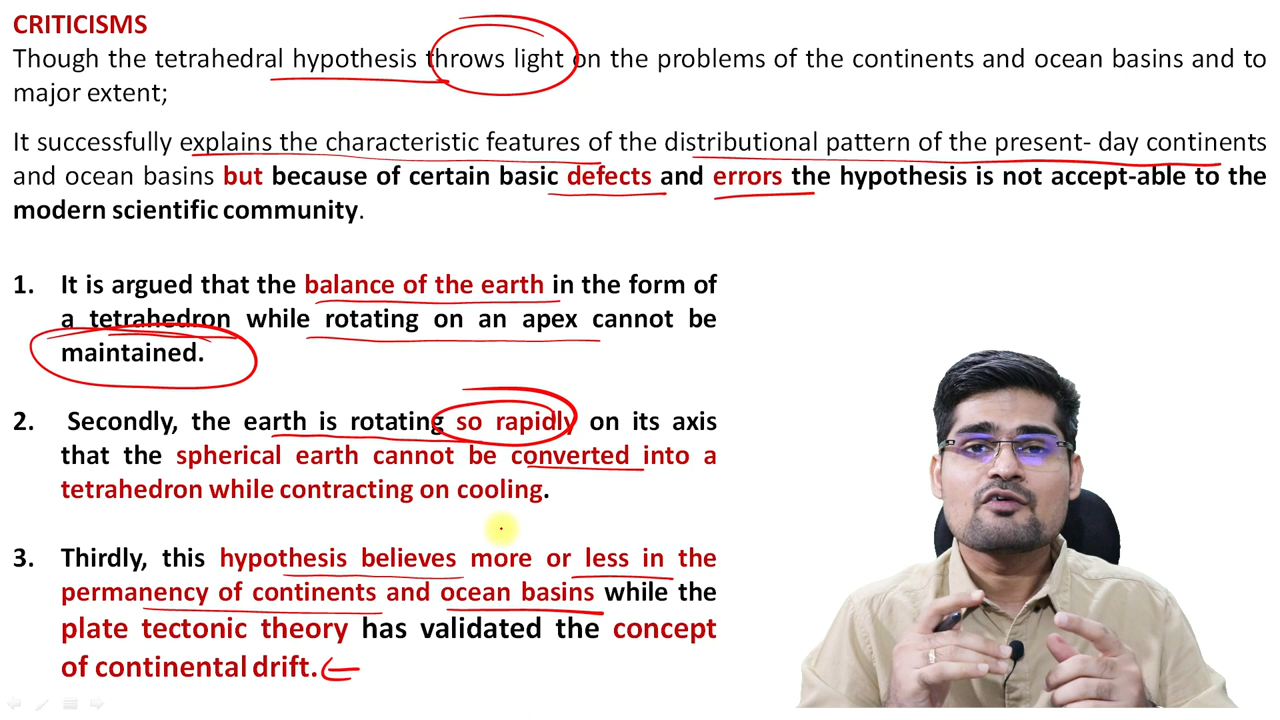 CRITICISMS
Though the tetrahedral hypothesis throws light on the problems of the continents and ocean basins and to
major extent;
It successfully explains the characteristic features of the distributional pattern of the present- day continents
and ocean basins but because of certain basic defects and errors the hypothesis is not accept-able to the
modern scientific community.
1. It is argued that the balance of the earth in the form of
a tetrahedron while rotating on an apex cannot be
maintained.
2. Secondly, the earth is rotating so rapidly on its axis
that the spherical earth cannot be converted into a
tetrahedron while contracting on cooling.
3. Thirdly, this hypothesis believes more or less in the
permanency of continents and ocean basins while the
plate tectonic theory has validated the concept
of continental drift.